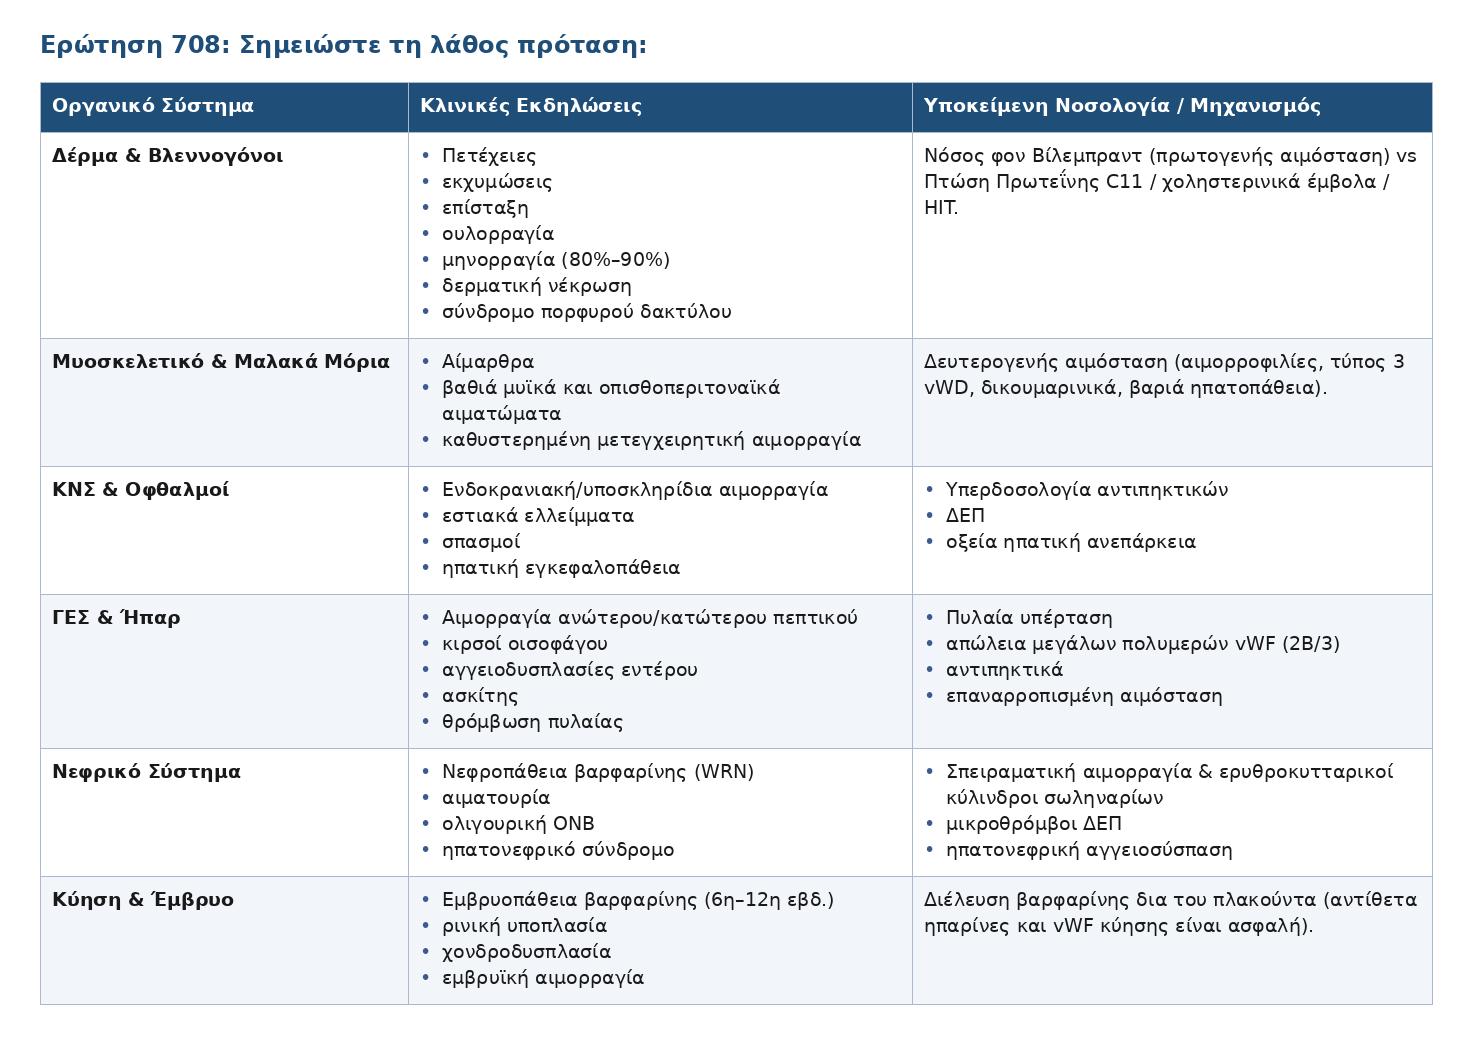 Ερώτηση 708: Σημειώστε τη λάθος πρόταση:
Οργανικό Σύστημα
Κλινικές Εκδηλώσεις
Υποκείμενη Νοσολογία / Μηχανισμός
Δέρμα & Βλεννογόνοι
• Πετέχειες
• εκχυμώσεις
• επίσταξη
• ουλορραγία
• μηνορραγία (80%–90%)
• δερματική νέκρωση
• σύνδρομο πορφυρού δακτύλου
Νόσος φον Βίλεμπραντ (πρωτογενής αιμόσταση) vs
Πτώση Πρωτεΐνης C11 / χοληστερινικά έμβολα /
HIT.
Μυοσκελετικό & Μαλακά Μόρια
• Αίμαρθρα
• βαθιά μυϊκά και οπισθοπεριτοναϊκά
αιματώματα
• καθυστερημένη μετεγχειρητική αιμορραγία
Δευτερογενής αιμόσταση (αιμορροφιλίες, τύπος 3
vWD, δικουμαρινικά, βαριά ηπατοπάθεια).
ΚΝΣ & Οφθαλμοί
• Ενδοκρανιακή/υποσκληρίδια αιμορραγία
• εστιακά ελλείμματα
• σπασμοί
• ηπατική εγκεφαλοπάθεια
• Υπερδοσολογία αντιπηκτικών
• ΔΕΠ
• οξεία ηπατική ανεπάρκεια
ΓΕΣ & Ήπαρ
• Αιμορραγία ανώτερου/κατώτερου πεπτικού
• κιρσοί οισοφάγου
• αγγειοδυσπλασίες εντέρου
• ασκίτης
• θρόμβωση πυλαίας
• Πυλαία υπέρταση
• απώλεια μεγάλων πολυμερών vWF (2B/3)
• αντιπηκτικά
• επαναρροπισμένη αιμόσταση
Νεφρικό Σύστημα
• Νεφροπάθεια βαρφαρίνης (WRN)
• αιματουρία
• ολιγουρική ΟΝΒ
• ηπατονεφρικό σύνδρομο
• Σπειραματική αιμορραγία & ερυθροκυτταρικοί
κύλινδροι σωληναρίων
• μικροθρόμβοι ΔΕΠ
• ηπατονεφρική αγγειοσύσπαση
Κύηση & Έμβρυο
• Εμβρυοπάθεια βαρφαρίνης (6η–12η εβδ.)
• ρινική υποπλασία
• χονδροδυσπλασία
• εμβρυϊκή αιμορραγία
Διέλευση βαρφαρίνης δια του πλακούντα (αντίθετα
ηπαρίνες και vWF κύησης είναι ασφαλή).